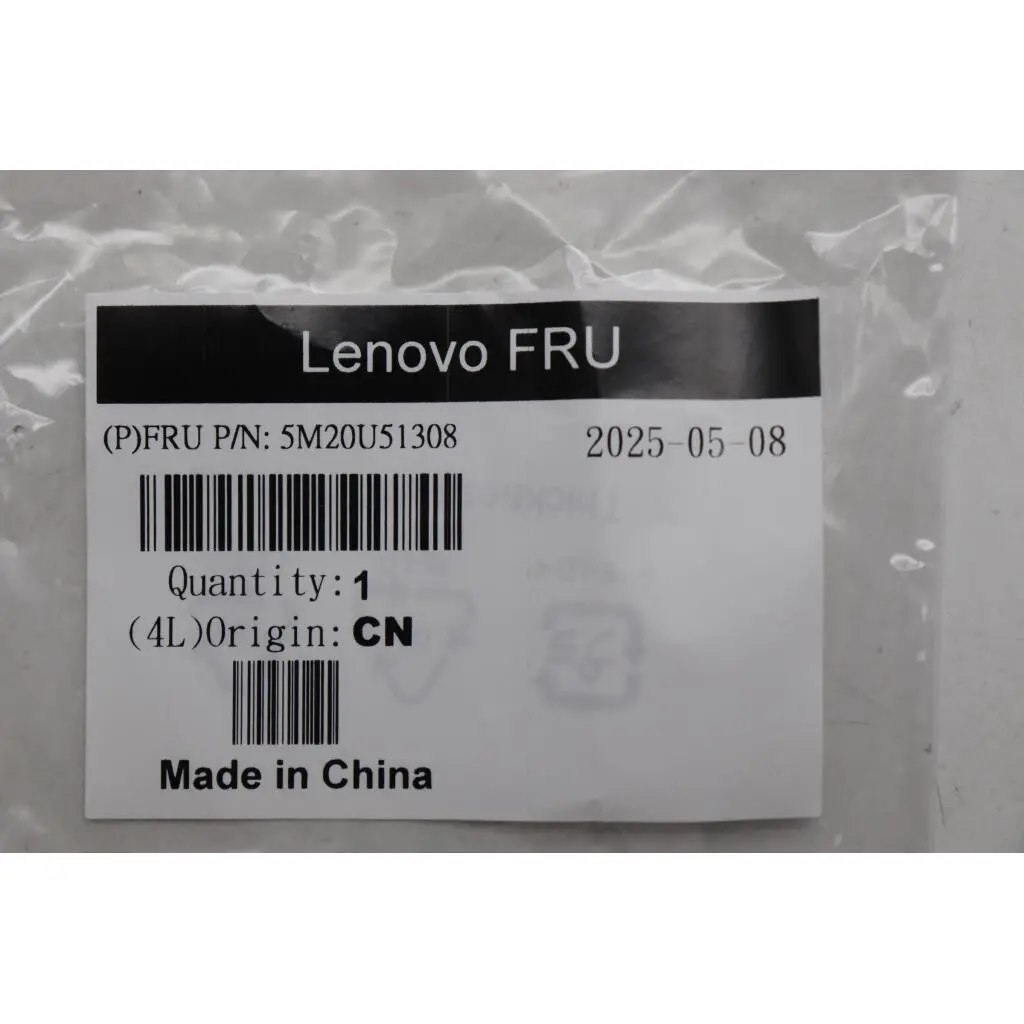 Lenovo FRU
(P)FRU P/N: 5M20U51308
2025-05-08
Quantity: 1
(4L)Origin: CN
Made in China